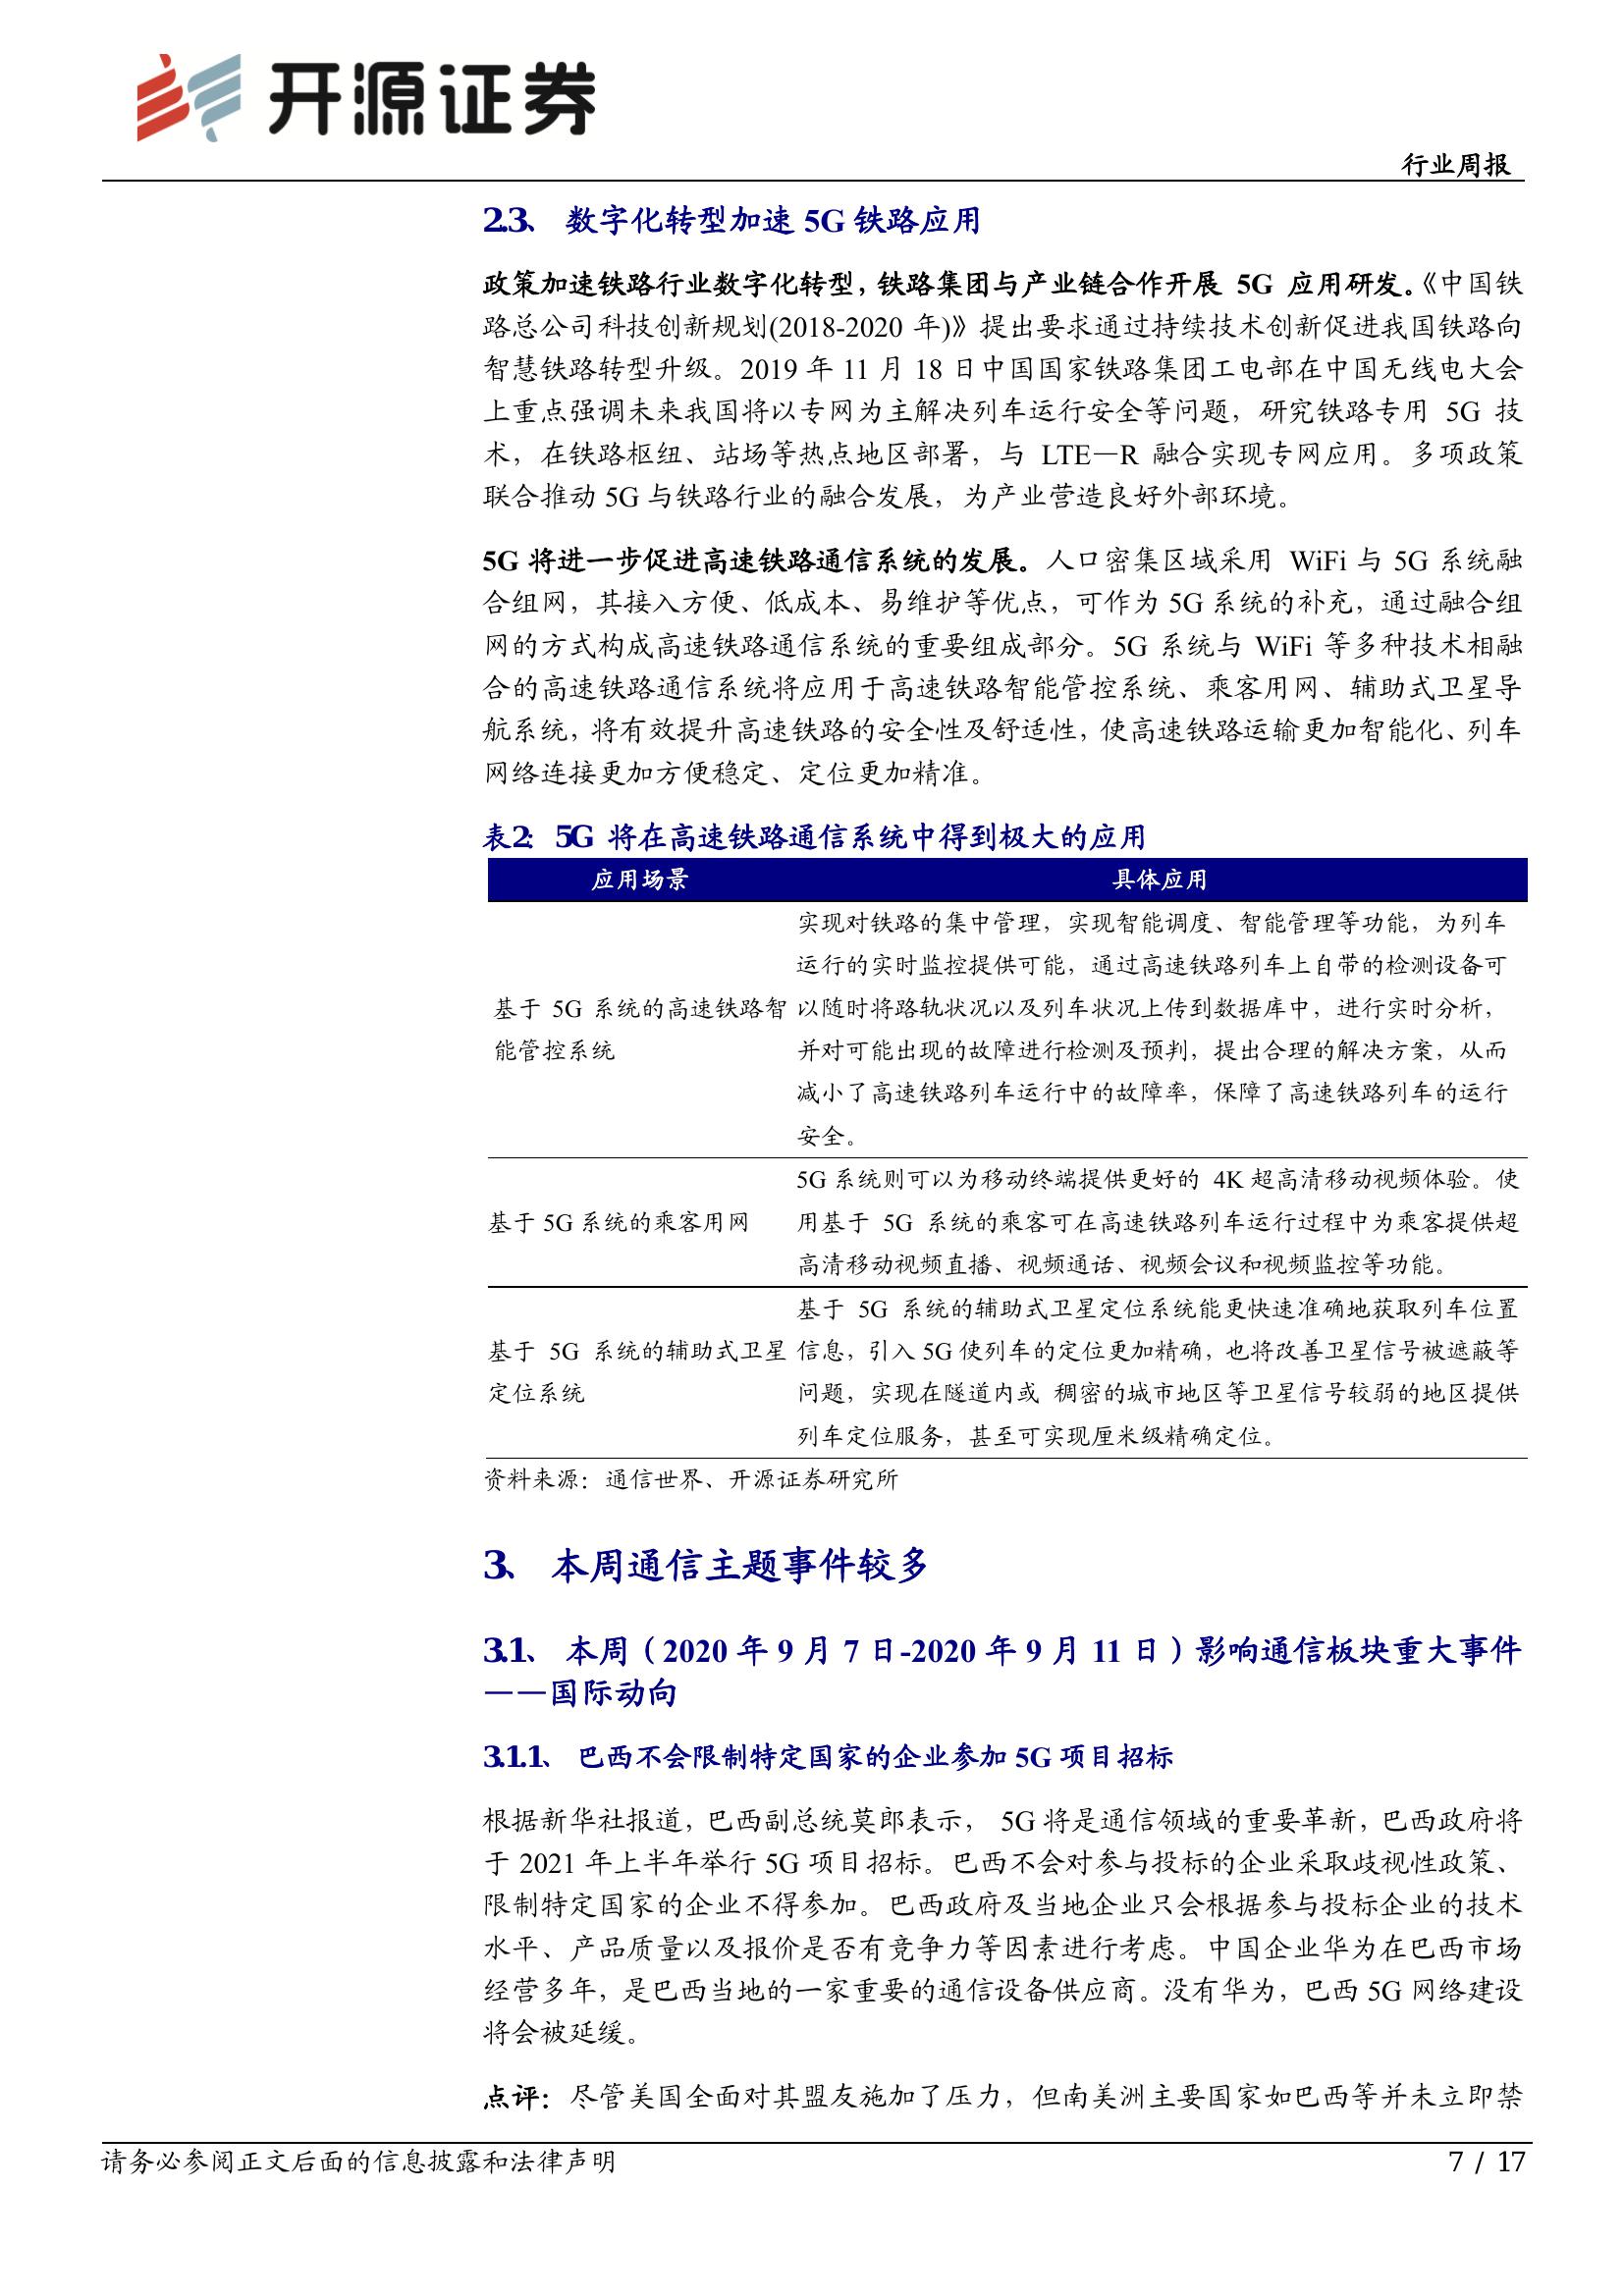 开源证券
行业周报
2.3、 数字化转型加速 5G 铁路应用
政策加速铁路行业数字化转型，铁路集团与产业链合作开展 5G 应用研发。《中国铁
路总公司科技创新规划(2018-2020 年)》提出要求通过持续技术创新促进我国铁路向
智慧铁路转型升级。2019 年 11 月 18 日中国国家铁路集团工电部在中国无线电大会
上重点强调未来我国将以专网为主解决列车运行安全等问题，研究铁路专用 5G 技
术，在铁路枢纽、站场等热点地区部署，与 LTE—R 融合实现专网应用。多项政策
联合推动 5G 与铁路行业的融合发展，为产业营造良好外部环境。
5G 将进一步促进高速铁路通信系统的发展。人口密集区域采用 WiFi 与 5G 系统融
合组网，其接入方便、低成本、易维护等优点，可作为 5G 系统的补充，通过融合组
网的方式构成高速铁路通信系统的重要组成部分。5G 系统与 WiFi 等多种技术相融
合的高速铁路通信系统将应用于高速铁路智能管控系统、乘客用网、辅助式卫星导
航系统，将有效提升高速铁路的安全性及舒适性，使高速铁路运输更加智能化、列车
网络连接更加方便稳定、定位更加精准。
表2： 5G 将在高速铁路通信系统中得到极大的应用
应用场景 具体应用
实现对铁路的集中管理，实现智能调度、智能管理等功能，为列车
运行的实时监控提供可能，通过高速铁路列车上自带的检测设备可
基于 5G 系统的高速铁路智 以随时将路轨状况以及列车状况上传到数据库中，进行实时分析，
能管控系统 并对可能出现的故障进行检测及预判，提出合理的解决方案，从而
减小了高速铁路列车运行中的故障率，保障了高速铁路列车的运行
安全。
5G 系统则可以为移动终端提供更好的 4K 超高清移动视频体验。使
基于 5G 系统的乘客用网 用基于 5G 系统的乘客可在高速铁路列车运行过程中为乘客提供超
高清移动视频直播、视频通话、视频会议和视频监控等功能。
基于 5G 系统的辅助式卫星定位系统能更快速准确地获取列车位置
基于 5G 系统的辅助式卫星 信息，引入 5G 使列车的定位更加精确，也将改善卫星信号被遮蔽等
定位系统 问题，实现在隧道内或 稠密的城市地区等卫星信号较弱的地区提供
列车定位服务，甚至可实现厘米级精确定位。
资料来源：通信世界、开源证券研究所
3、 本周通信主题事件较多
3.1、 本周（2020 年 9 月 7 日-2020 年 9 月 11 日）影响通信板块重大事件
——国际动向
3.1.1、 巴西不会限制特定国家的企业参加 5G 项目招标
根据新华社报道，巴西副总统莫郎表示， 5G 将是通信领域的重要革新，巴西政府将
于 2021 年上半年举行 5G 项目招标。巴西不会对参与投标的企业采取歧视性政策、
限制特定国家的企业不得参加。巴西政府及当地企业只会根据参与投标企业的技术
水平、产品质量以及报价是否有竞争力等因素进行考虑。中国企业华为在巴西市场
经营多年，是巴西当地的一家重要的通信设备供应商。没有华为，巴西 5G 网络建设
将会被延缓。
点评：尽管美国全面对其盟友施加了压力，但南美洲主要国家如巴西等并未立即禁
请务必参阅正文后面的信息披露和法律声明 7 / 17